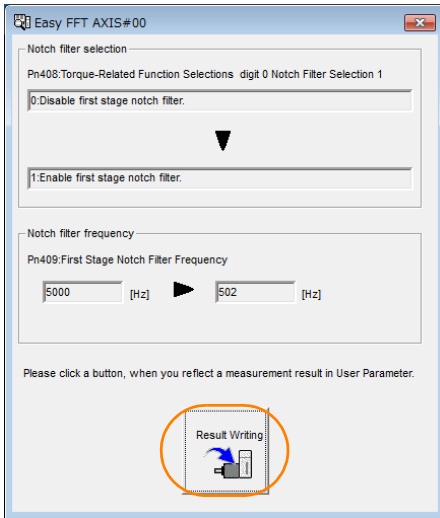 Easy FFT AXIS#00
Notch filter selection
Pn408:Torque-Related Function Selections digit 0 Notch Filter Selection 1
0:Disable first stage notch filter.
1:Enable first stage notch filter.
Notch filter frequency
Pn409:First Stage Notch Filter Frequency
5000 [Hz] 502 [Hz]
Please click a button, when you reflect a measurement result in User Parameter.
Result Writing